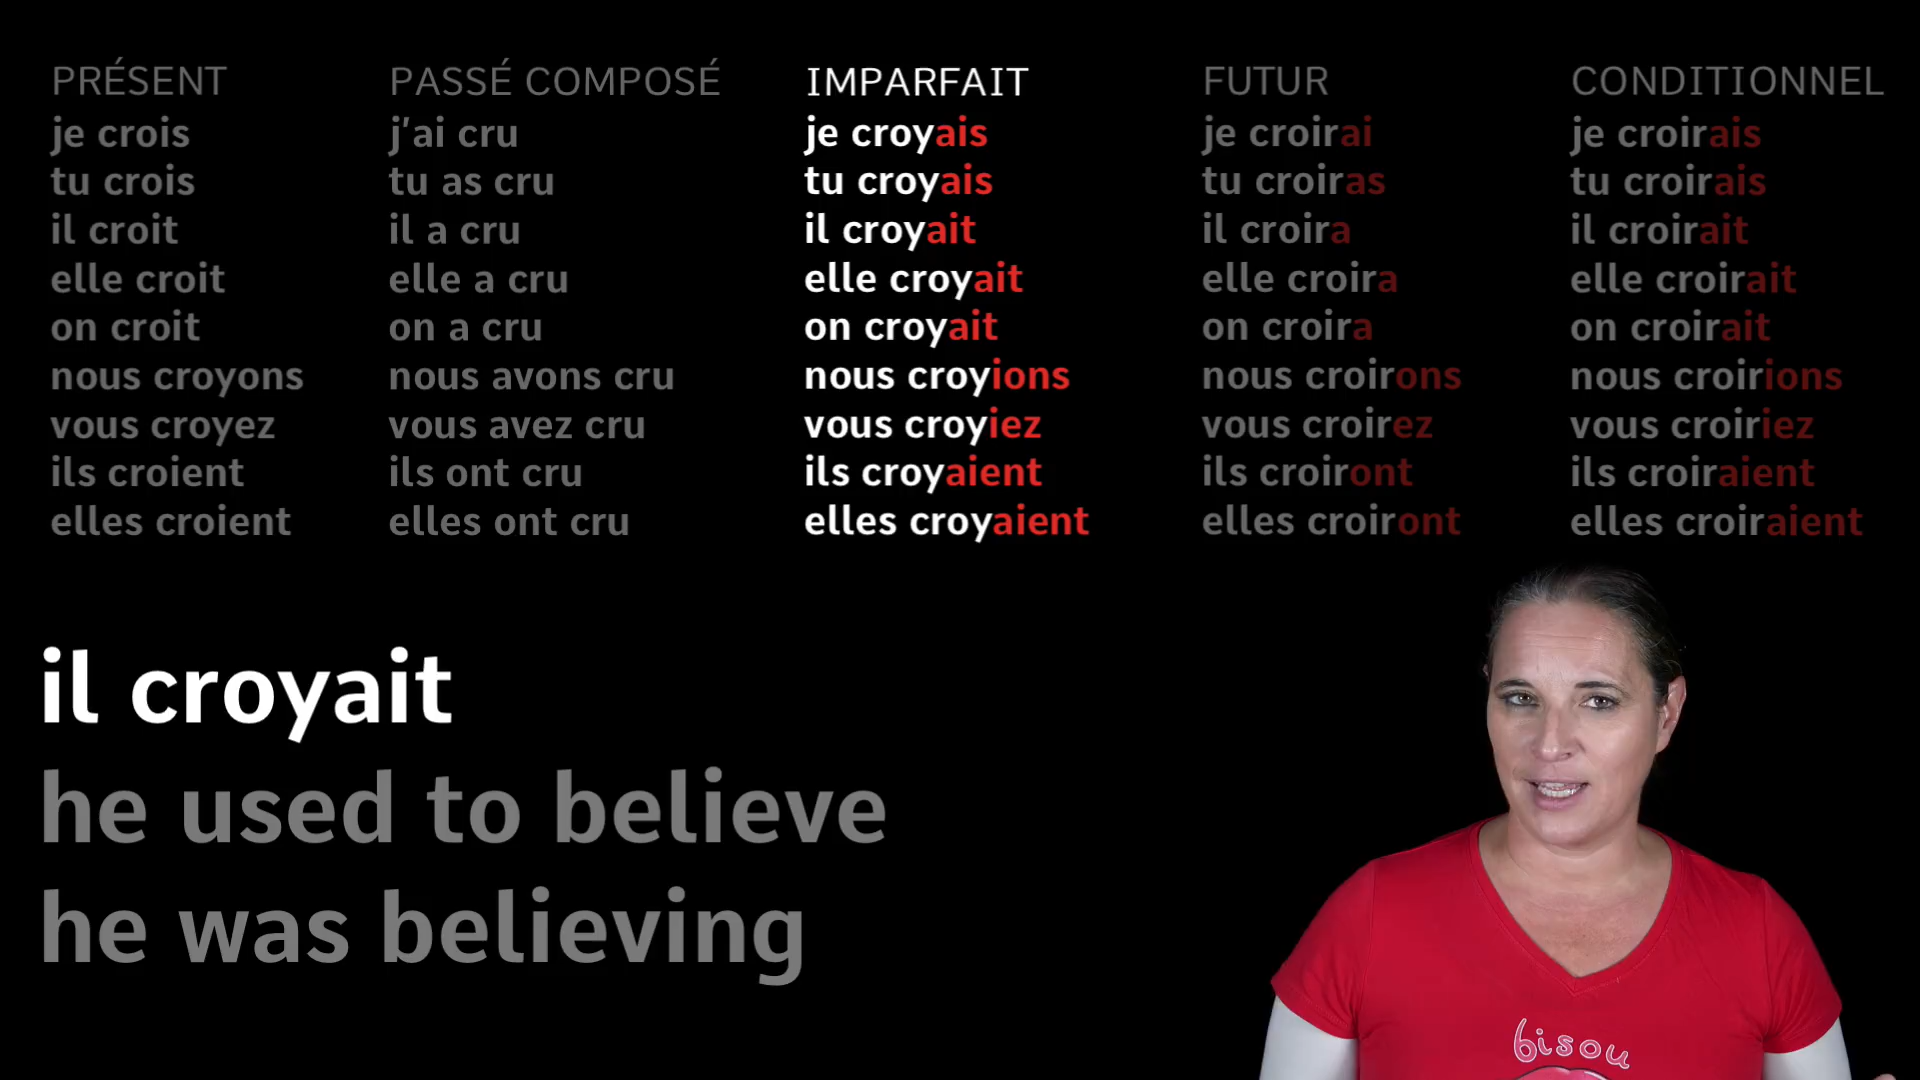 PRÉSENT
je crois
tu crois
il croit
elle croit
on croit
nous croyons
vous croyez
ils croient
elles croient
PASSÉ COMPOSÉ
j'ai cru
tu as cru
il a cru
elle a cru
on a cru
nous avons cru
vous avez cru
ils ont cru
elles ont cru
IMPARFAIT
je croyais
tu croyais
il croyait
elle croyait
on croyait
nous croyions
vous croyiez
ils croyaient
elles croyaient
FUTUR
je croirai
tu croiras
il croira
elle croira
on croira
nous croirons
vous croirez
ils croiront
elles croiront
CONDITIONNEL
je croirais
tu croirais
il croirait
elle croirait
on croirait
nous croirions
vous croiriez
ils croiraient
elles croiraient
il croyait
he used to believe
he was believing
bisou